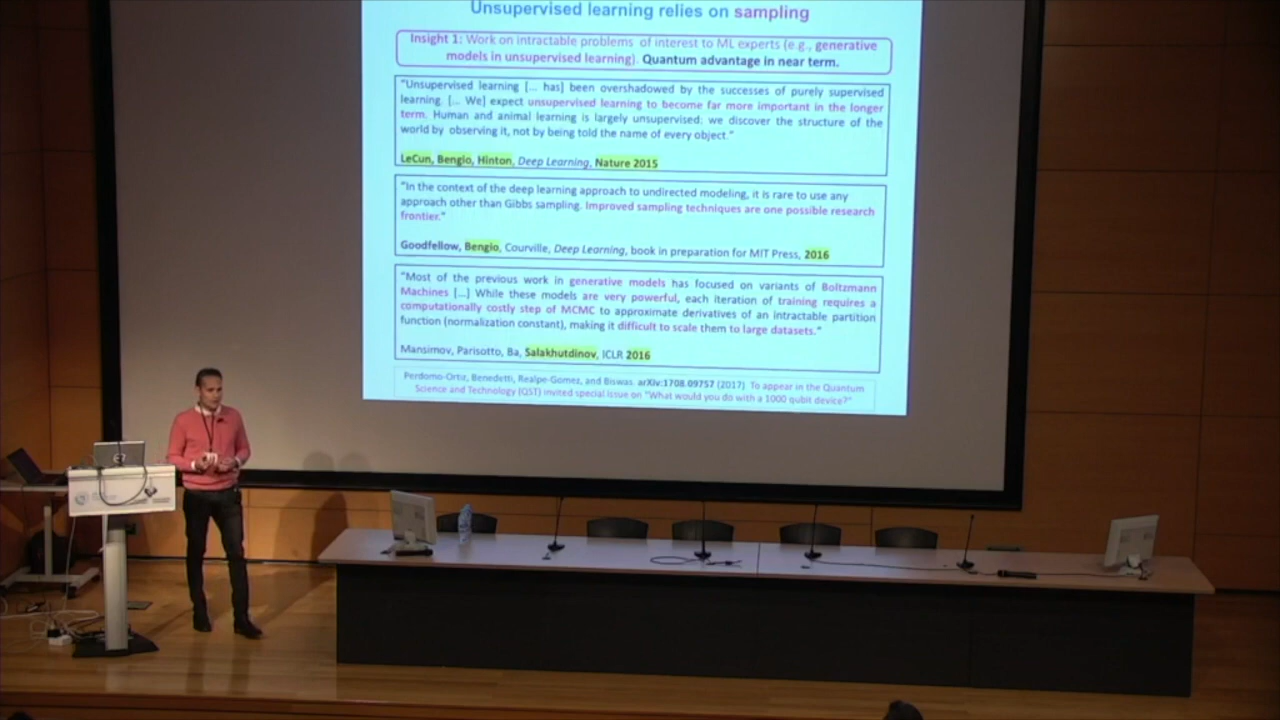 Unsupervised learning relies on sampling
Insight 1: Work on intractable problems of interest to ML experts (e.g., generative
models in unsupervised learning). Quantum advantage in near term.
"Unsupervised learning [... has] been overshadowed by the successes of purely supervised
learning. [... We] expect unsupervised learning to become far more important in the longer
term. Human and animal learning is largely unsupervised: we discover the structure of the
world by observing it, not by being told the name of every object."
LeCun, Bengio, Hinton, Deep Learning, Nature 2015
"In the context of the deep learning approach to undirected modeling, it is rare to use any
approach other than Gibbs sampling. Improved sampling techniques are one possible research
frontier."
Goodfellow, Bengio, Courville, Deep Learning, book in preparation for MIT Press, 2016
"Most of the previous work in generative models has focused on variants of Boltzmann
Machines [...] While these models are very powerful, each iteration of training requires a
computationally costly step of MCMC to approximate derivatives of an intractable partition
function (normalization constant), making it difficult to scale them to large datasets."
Mansimov, Parisotto, Ba, Salakhutdinov, ICLR 2016
Perdomo-Ortiz, Benedetti, Realpe-Gomez, and Biswas. arXiv:1708.09757 (2017). To appear in the Quantum
Science and Technology (QST) invited special issue on "What would you do with a 1000 qubit device?"